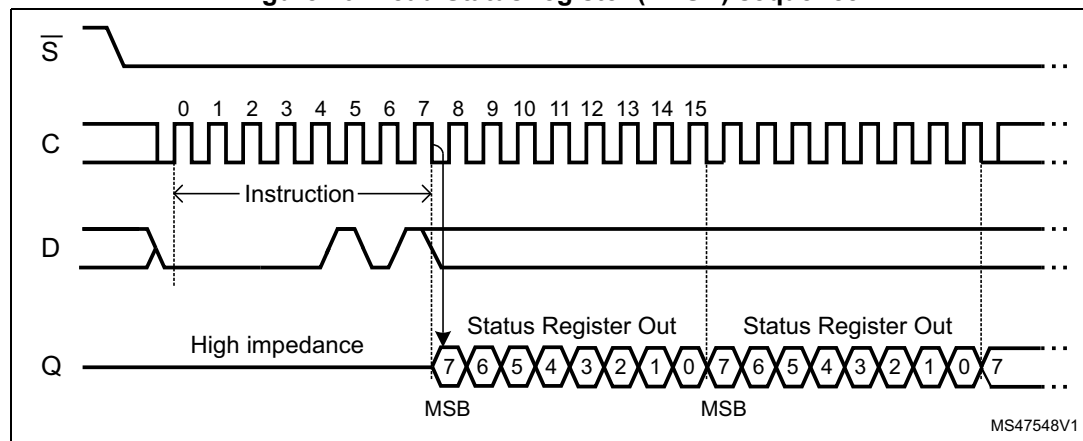 S
0 1 2 3 4 5 6 7 8 9 10 11 12 13 14 15
C
Instruction
D
High impedance
Status Register Out
Status Register Out
Q
7 6 5 4 3 2 1 0 7 6 5 4 3 2 1 0 7
MSB
MSB
MS47548V1